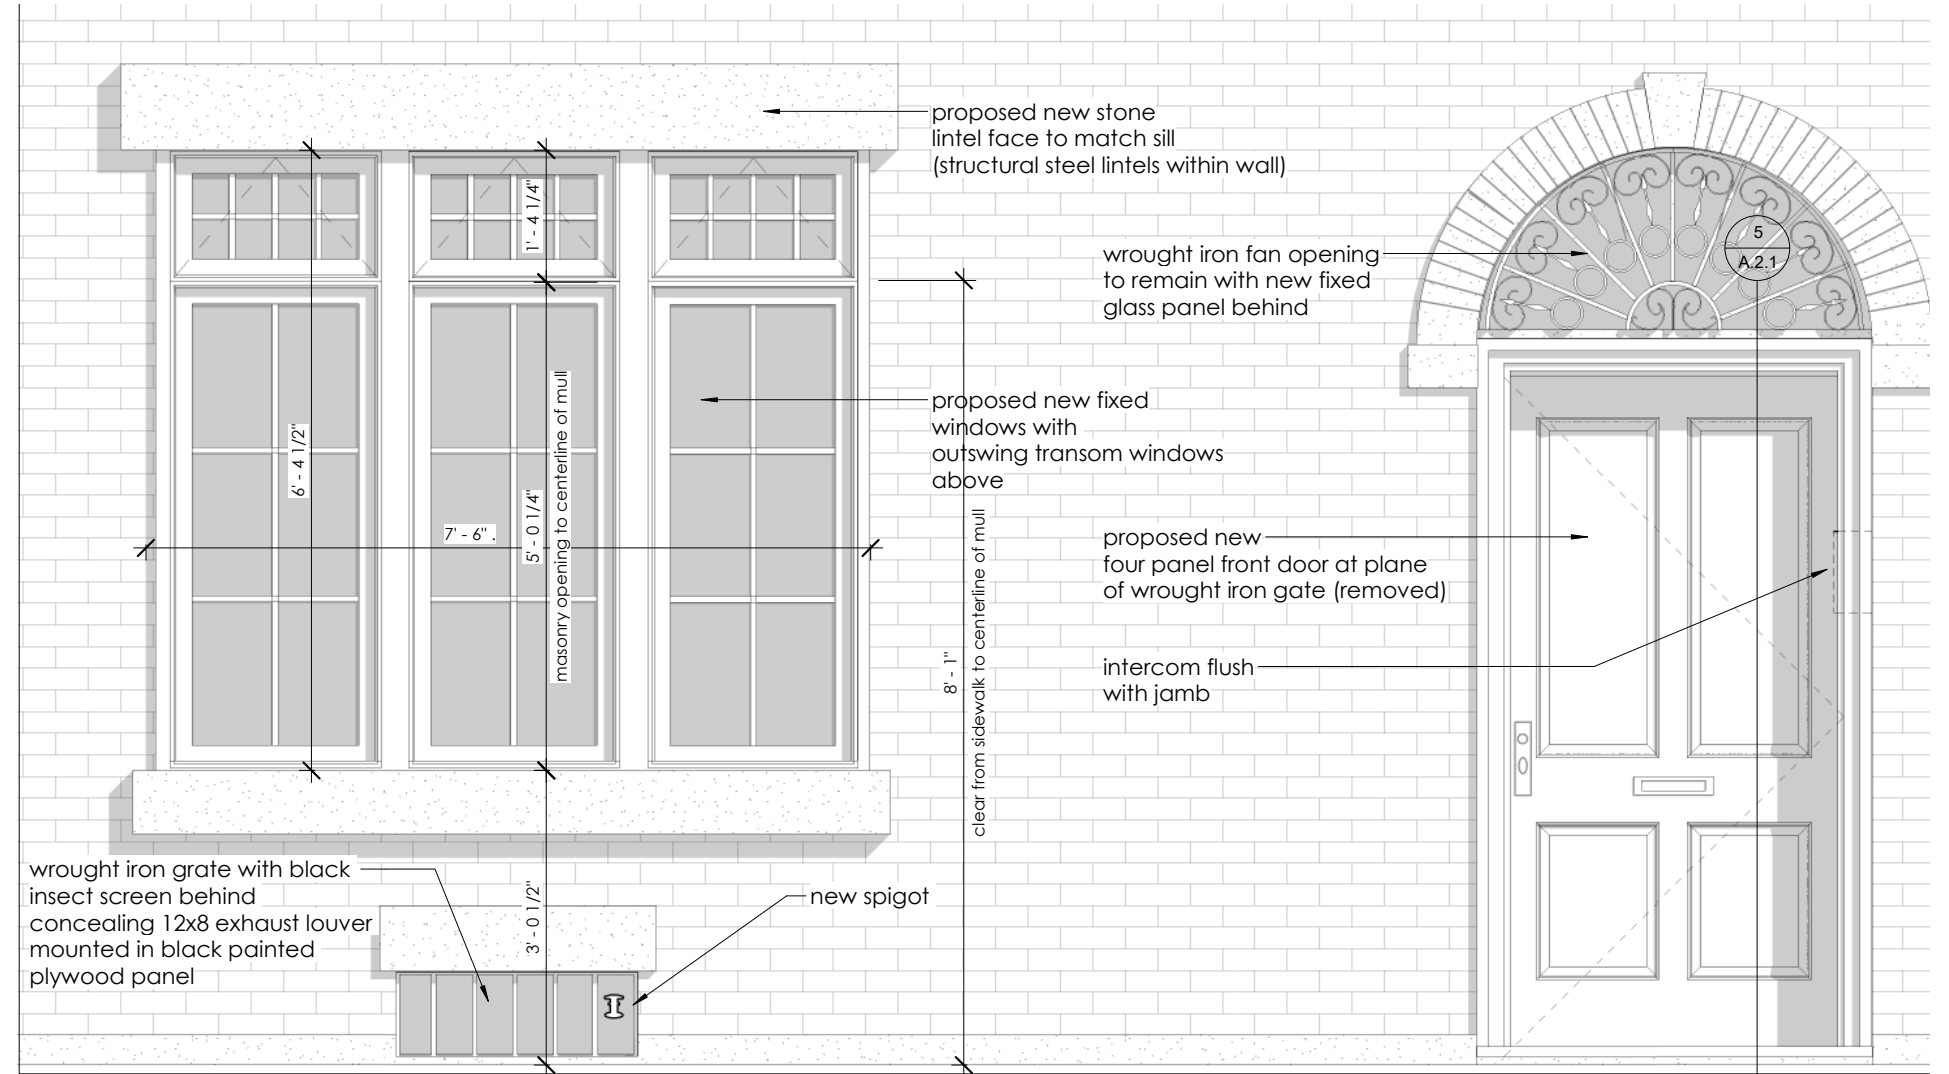 proposed new stone
lintel face to match sill
(structural steel lintels within wall)
1' - 4 1/4"
5
A.2.1
wrought iron fan opening
to remain with new fixed
glass panel behind
proposed new fixed
windows with
outswing transom windows
above
6' - 4 1/2"
7' - 6" .
5' - 0 1/4"
masonry opening to centerline of mull
8' - 1"
clear from sidewalk to centerline of mull
proposed new
four panel front door at plane
of wrought iron gate (removed)
intercom flush
with jamb
wrought iron grate with black
insect screen behind
concealing 12x8 exhaust louver
mounted in black painted
plywood panel
3' - 0 1/2"
new spigot